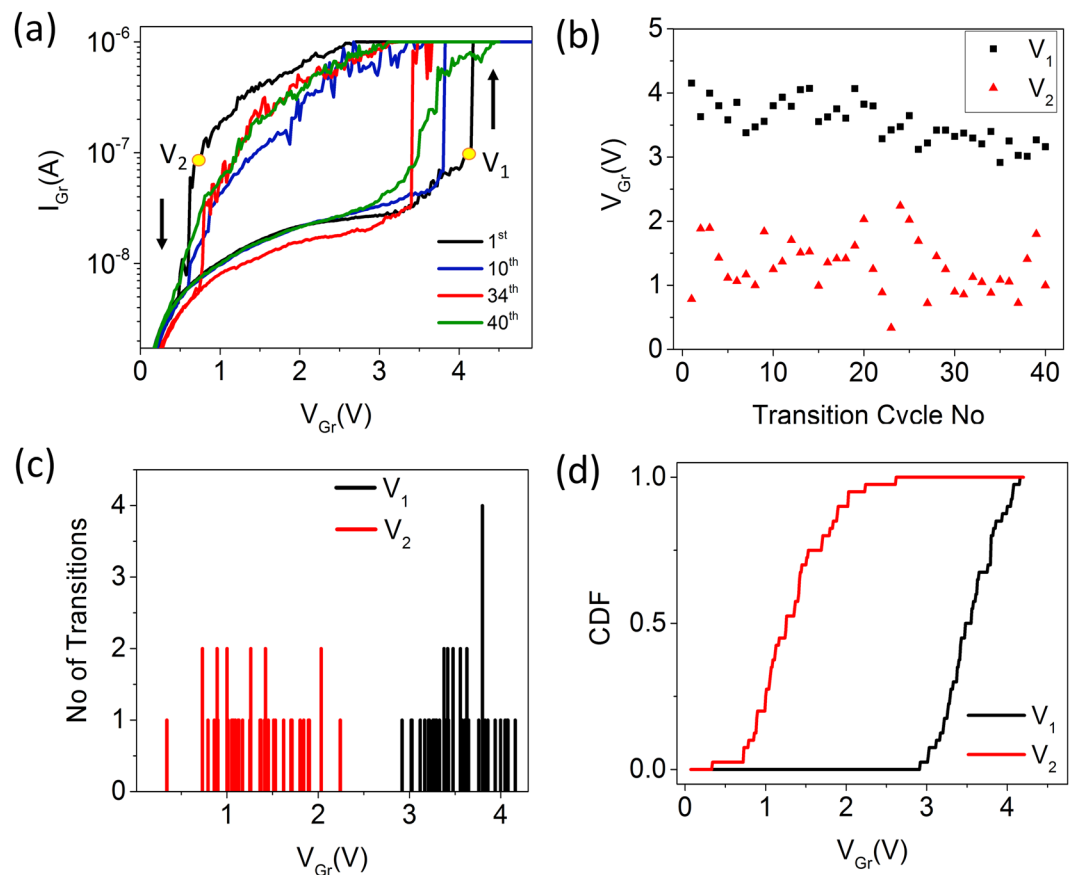 (a)
I_Gr(A)
10^-6
10^-7
10^-8
V_2
V_1
1^st
10^th
34^th
40^th
0 1 2 3 4
V_Gr(V)
(b)
V_Gr(V)
5
4
3
2
1
0
V_1
V_2
0 10 20 30 40
Transition Cycle No
(c)
No of Transitions
4
3
2
1
0
V_1
V_2
1 2 3 4
V_Gr(V)
(d)
CDF
1.0
0.5
0.0
V_1
V_2
0 1 2 3 4
V_Gr(V)